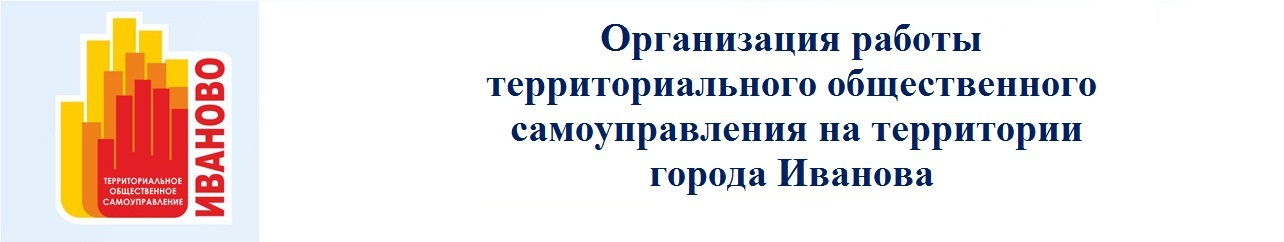 ТЕРРИТОРИАЛЬНОЕ
ОБЩЕСТВЕННОЕ
САМОУПРАВЛЕНИЕ
ИВАНОВО
Организация работы
территориального общественного
самоуправления на территории
города Иванова